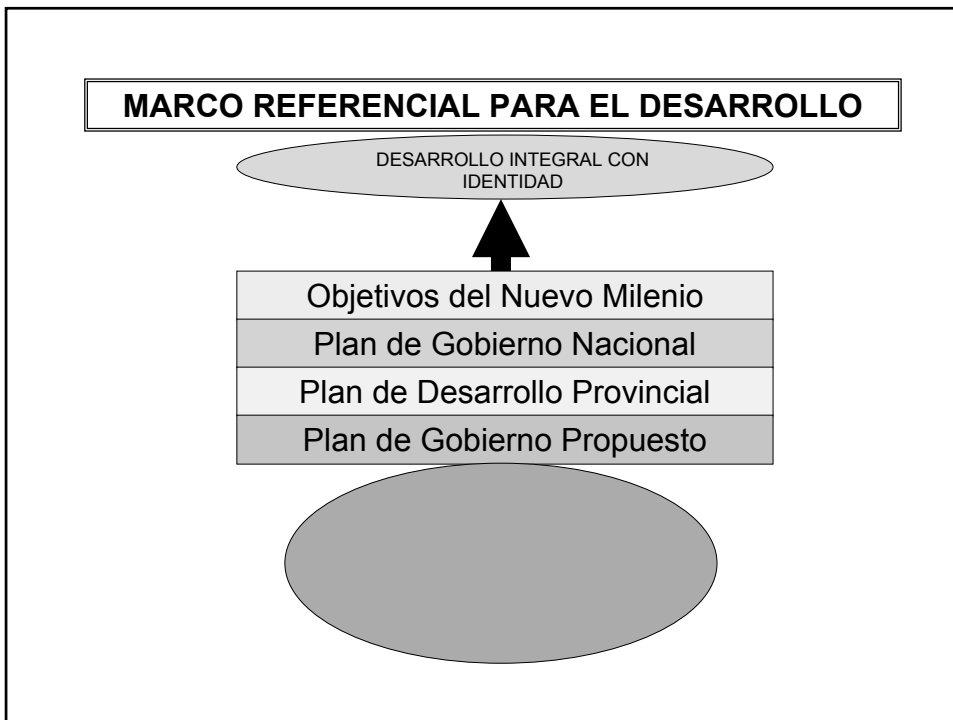 MARCO REFERENCIAL PARA EL DESARROLLO
DESARROLLO INTEGRAL CON
IDENTIDAD
Objetivos del Nuevo Milenio
Plan de Gobierno Nacional
Plan de Desarrollo Provincial
Plan de Gobierno Propuesto